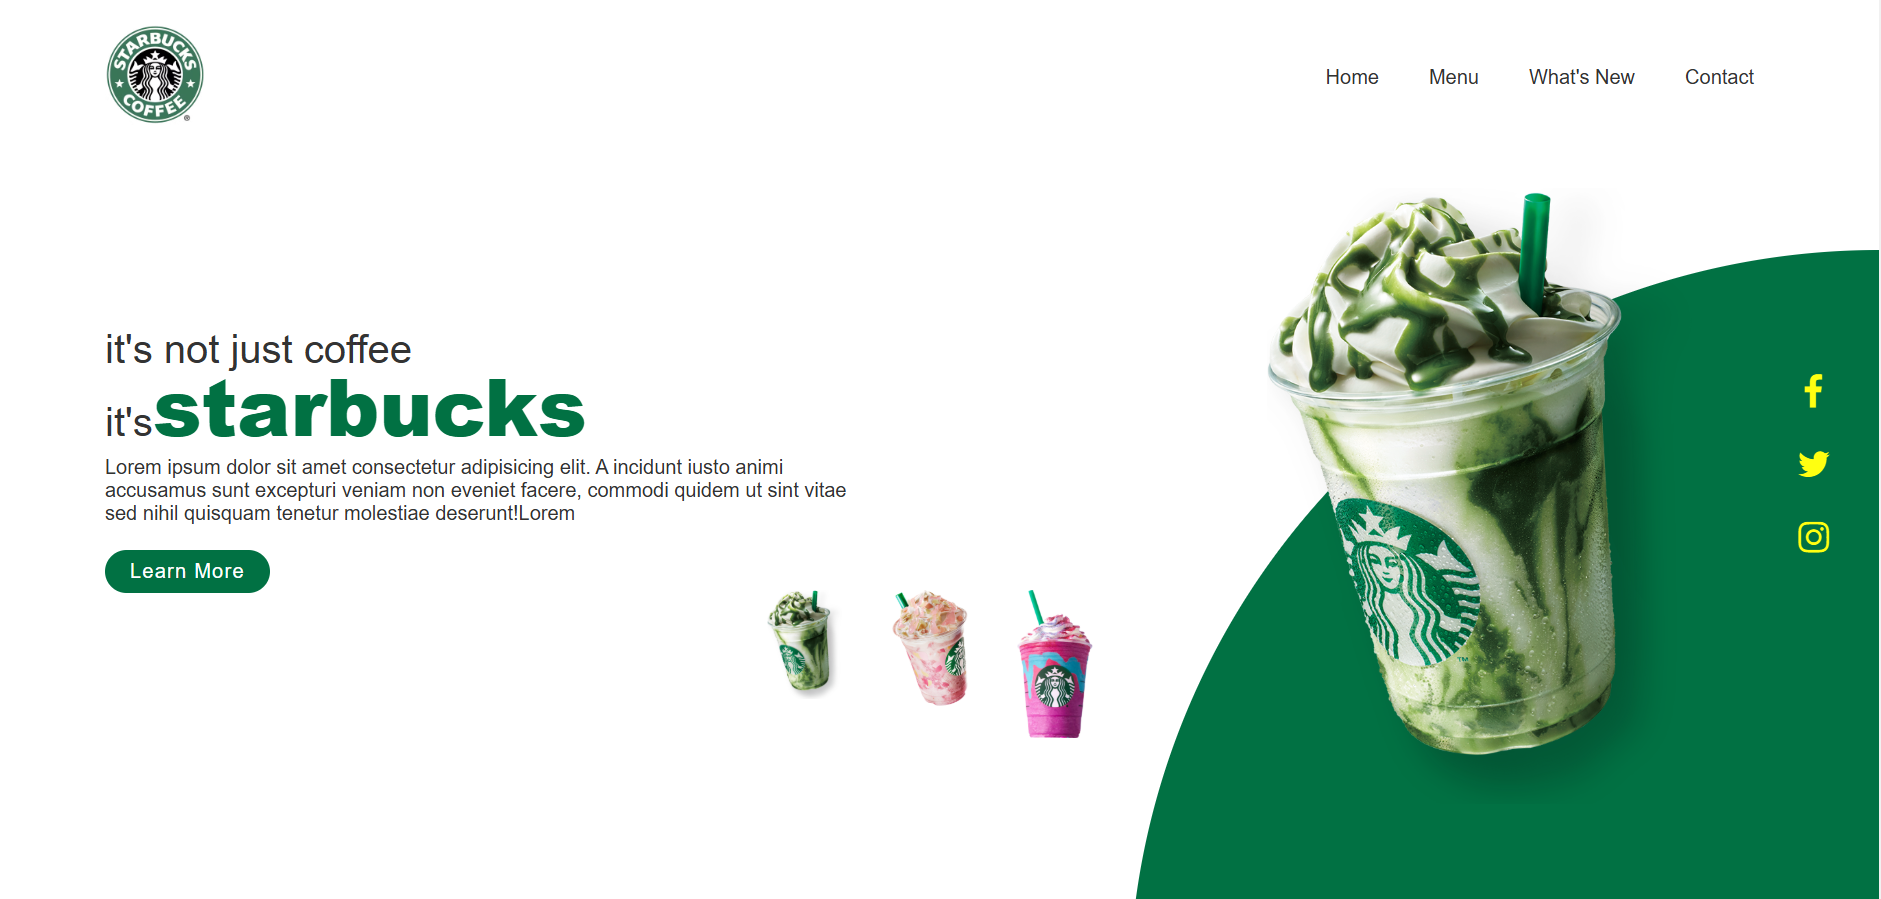 STARBUCKS
COFFEE
®
Home
Menu
What's New
Contact
it's not just coffee
it'sstarbucks
Lorem ipsum dolor sit amet consectetur adipisicing elit. A incidunt iusto animi
accusamus sunt excepturi veniam non eveniet facere, commodi quidem ut sint vitae
sed nihil quisquam tenetur molestiae deserunt!Lorem
Learn More
TM